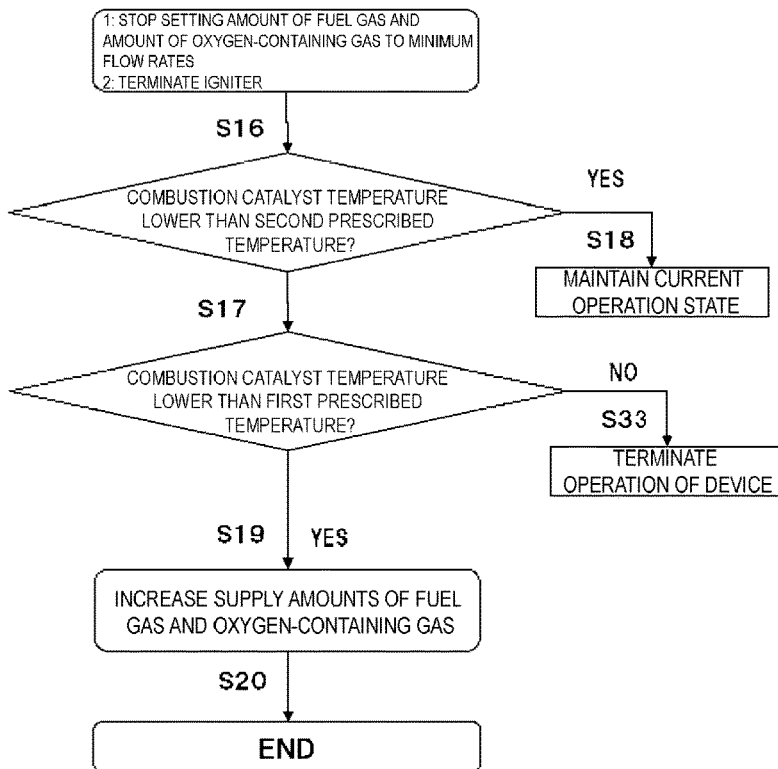 1: STOP SETTING AMOUNT OF FUEL GAS AND
AMOUNT OF OXYGEN-CONTAINING GAS TO MINIMUM
FLOW RATES
2: TERMINATE IGNITER
S16
COMBUSTION CATALYST TEMPERATURE
LOWER THAN SECOND PRESCRIBED
TEMPERATURE?
YES
S18
MAINTAIN CURRENT
OPERATION STATE
S17
COMBUSTION CATALYST TEMPERATURE
LOWER THAN FIRST PRESCRIBED
TEMPERATURE?
NO
S33
TERMINATE
OPERATION OF DEVICE
S19
YES
INCREASE SUPPLY AMOUNTS OF FUEL
GAS AND OXYGEN-CONTAINING GAS
S20
END